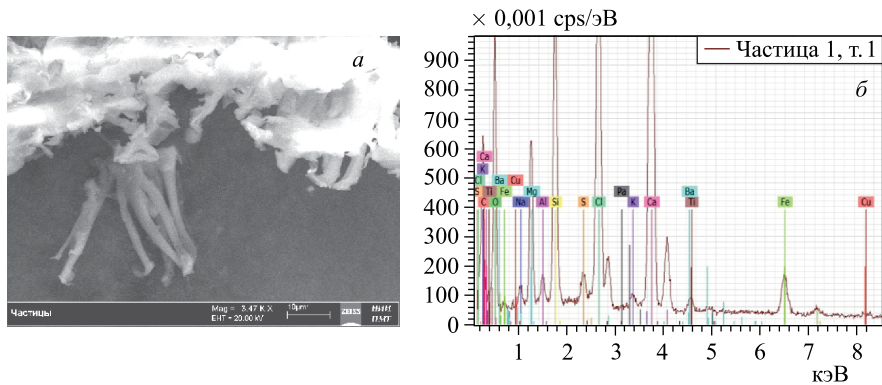 а
Частицы
Mag = 3.47 K X
EHT = 20.00 kV
10µm
ZEISS
× 0,001 cps/эВ
Частица 1, т.1
б
900
800
700
600
500
400
300
200
100
0
Ca
K
Cl Ba Cu Ba
S Ti Fe Mg Pa
C O Na Al Si S Cl K Ca Ti Fe Cu
1 2 3 4 5 6 7 8
кэВ